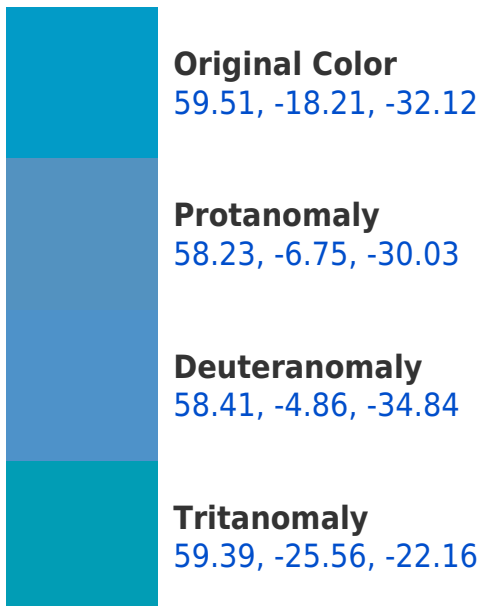 Original Color
59.51, -18.21, -32.12
Protanomaly
58.23, -6.75, -30.03
Deuteranomaly
58.41, -4.86, -34.84
Tritanomaly
59.39, -25.56, -22.16